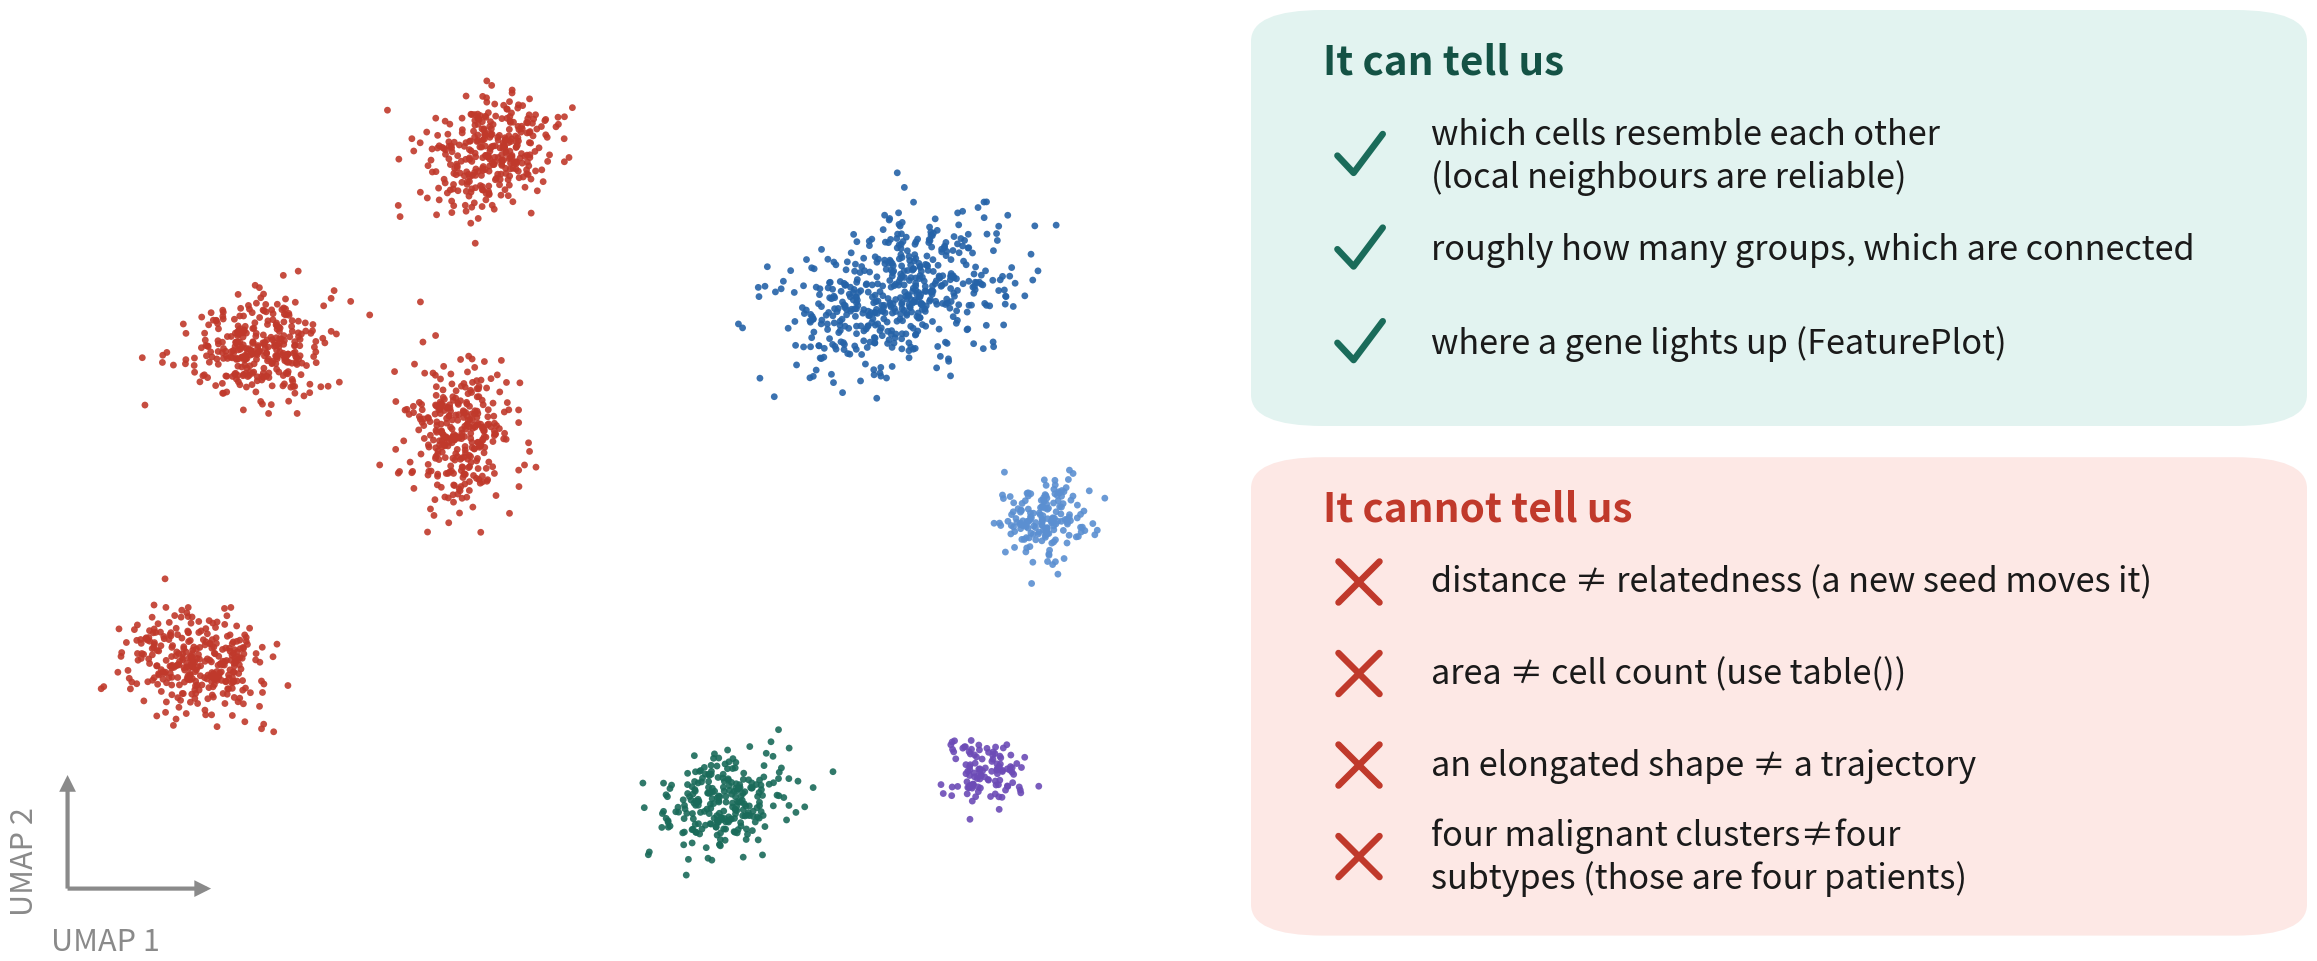 It can tell us
which cells resemble each other
(local neighbours are reliable)
roughly how many groups, which are connected
where a gene lights up (FeaturePlot)
It cannot tell us
distance ≠ relatedness (a new seed moves it)
area ≠ cell count (use table())
an elongated shape ≠ a trajectory
four malignant clusters≠four
subtypes (those are four patients)
UMAP 2
UMAP 1